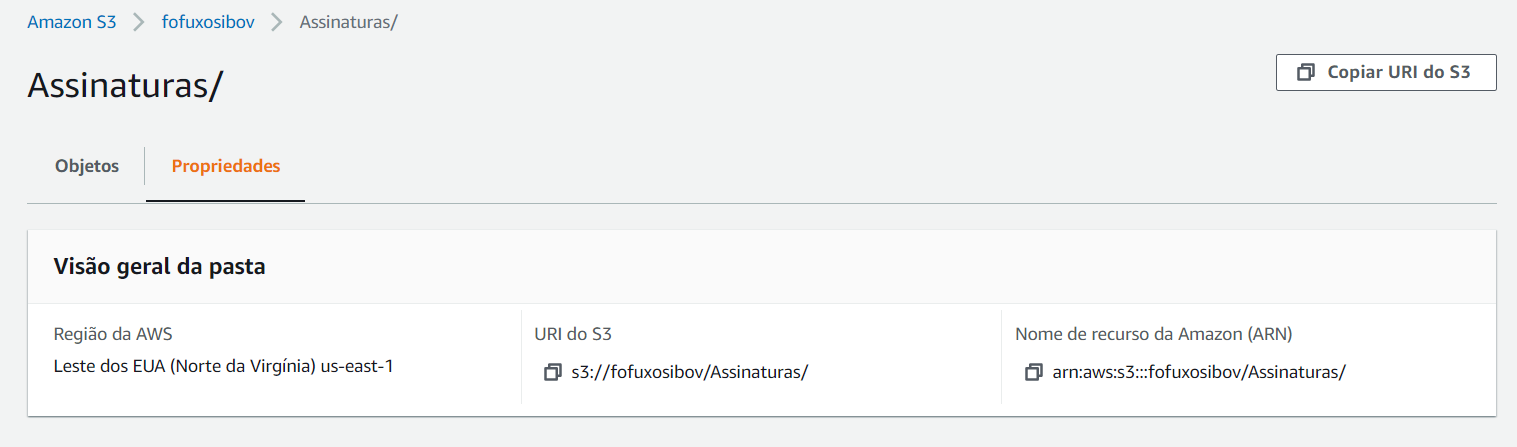 Amazon S3 > fofuxosibov > Assinaturas/
Assinaturas/
Copiar URI do S3
Objetos
Propriedades
Visão geral da pasta
Região da AWS
Leste dos EUA (Norte da Virgínia) us-east-1
URI do S3
s3://fofuxosibov/Assinaturas/
Nome de recurso da Amazon (ARN)
arn:aws:s3:::fofuxosibov/Assinaturas/